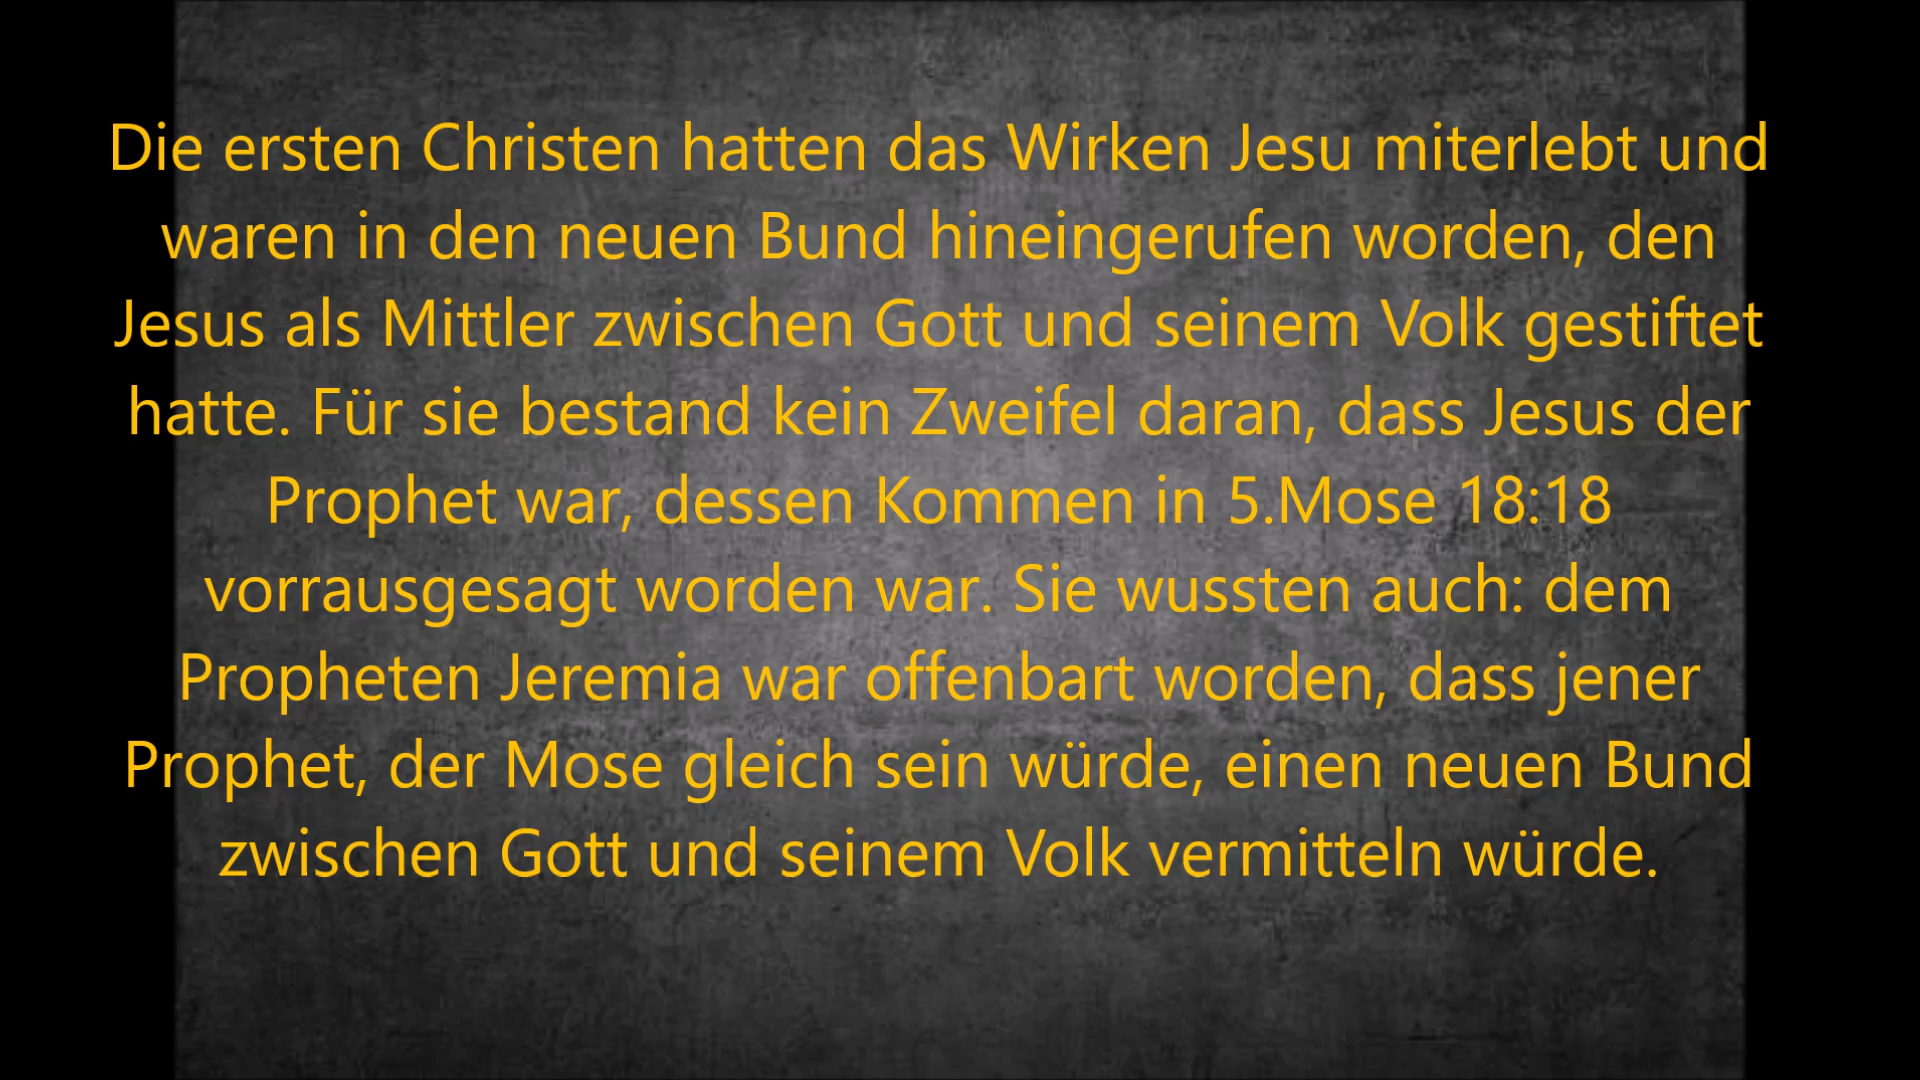 Die ersten Christen hatten das Wirken Jesu miterlebt und
waren in den neuen Bund hineingerufen worden, den
Jesus als Mittler zwischen Gott und seinem Volk gestiftet
hatte. Für sie bestand kein Zweifel daran, dass Jesus der
Prophet war, dessen Kommen in 5.Mose 18:18
vorrausgesagt worden war. Sie wussten auch: dem
Propheten Jeremia war offenbart worden, dass jener
Prophet, der Mose gleich sein würde, einen neuen Bund
zwischen Gott und seinem Volk vermitteln würde.